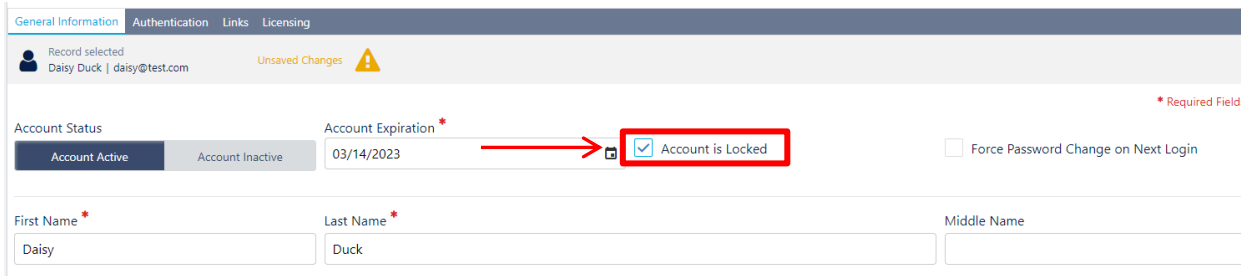 General Information Authentication Links Licensing
Record selected
Daisy Duck | daisy@test.com
Unsaved Changes
* Required Field
Account Status
Account Expiration *
Account Active
Account Inactive
03/14/2023
Account is Locked
Force Password Change on Next Login
First Name *
Last Name *
Middle Name
Daisy
Duck